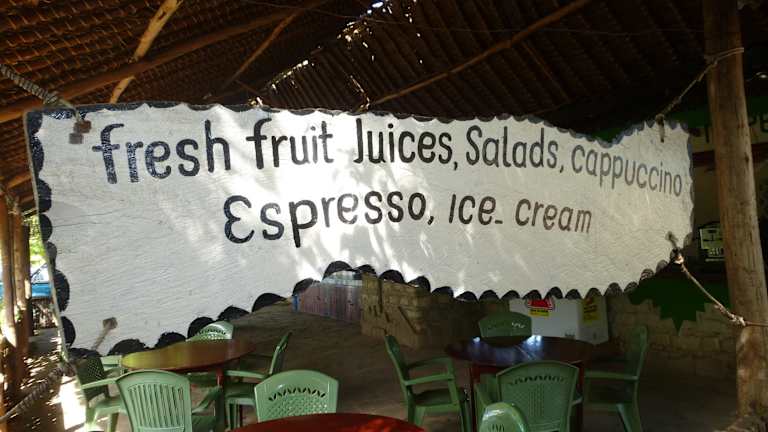 fresh fruit Juices, Salads, cappuccino
Espresso, Ice-cream